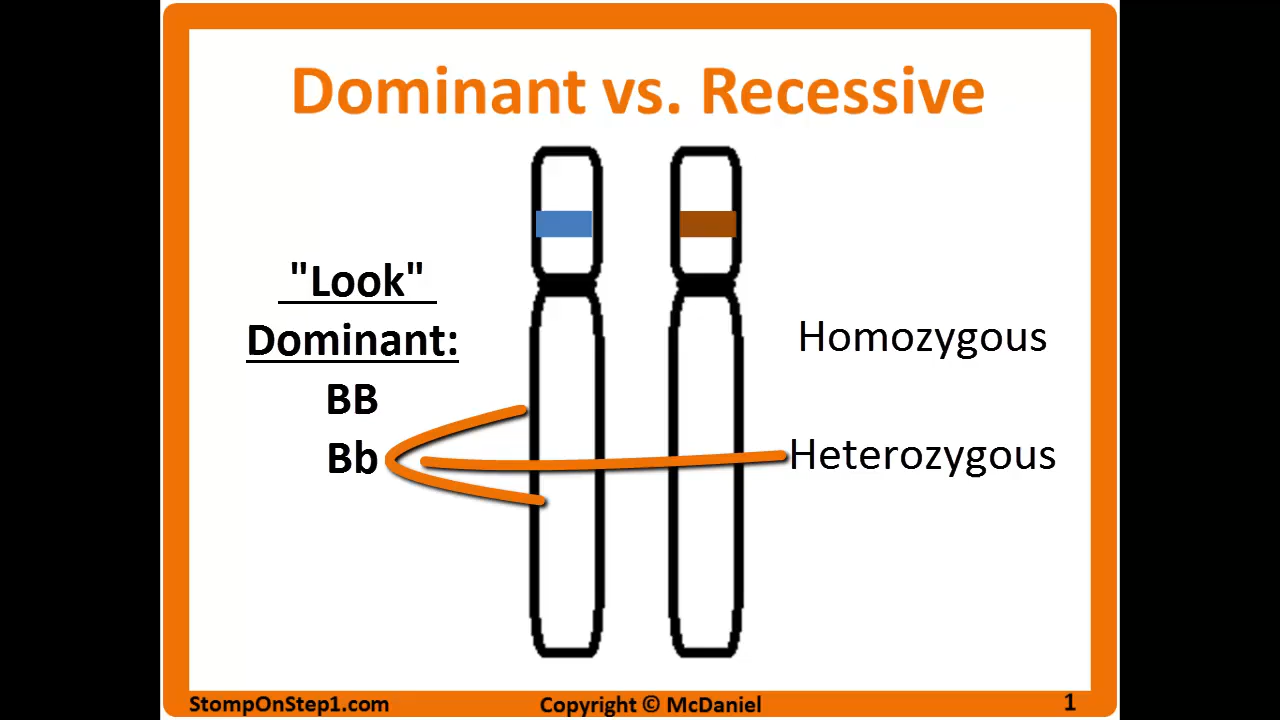 Dominant vs. Recessive
"Look"
Dominant:
BB
Bb
Homozygous
Heterozygous
StompOnStep1.com
Copyright © McDaniel
1